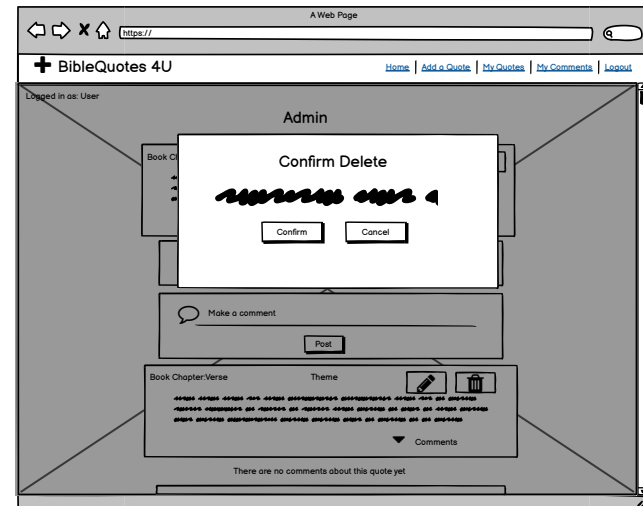 A Web Page
https://
BibleQuotes 4U
Home | Add a Quote | My Quotes | My Comments | Logout
Logged in as: User
Admin
Book
Confirm Delete
Confirm Cancel
Make a comment
Post
Book Chapter:Verse Theme
Comments
There are no comments about this quote yet